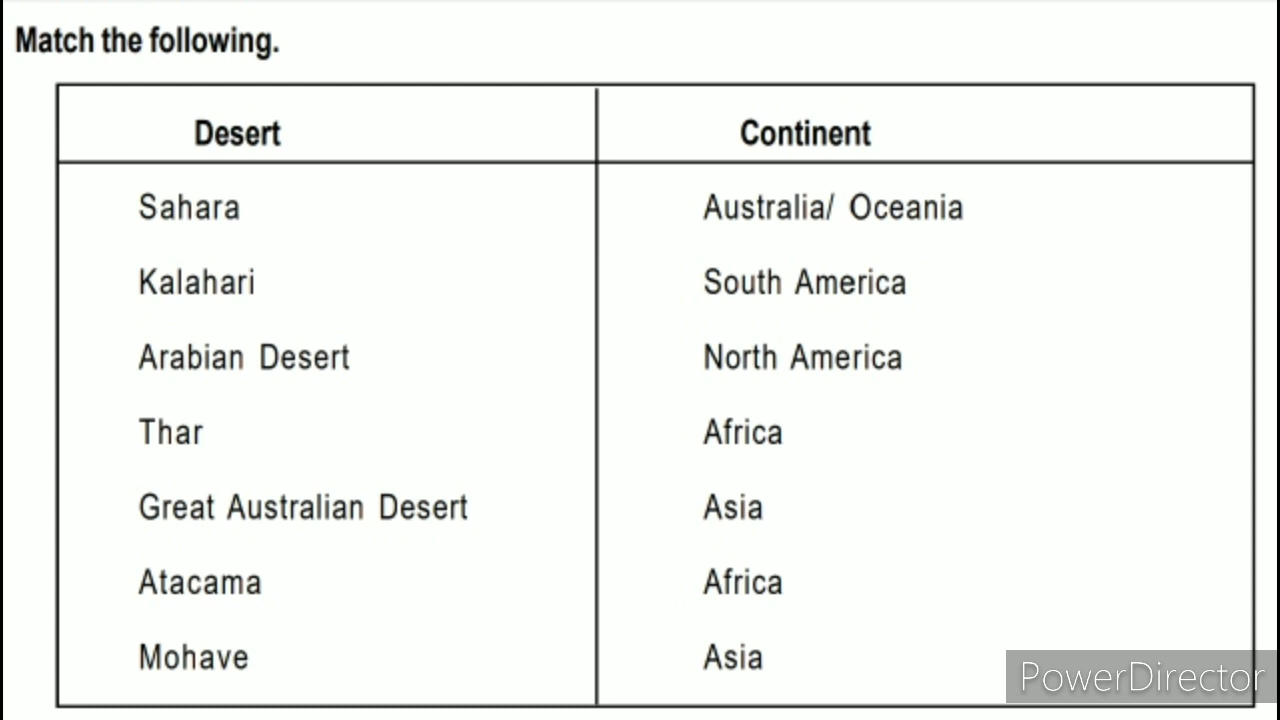 Match the following.
Desert Continent
Sahara Australia/ Oceania
Kalahari South America
Arabian Desert North America
Thar Africa
Great Australian Desert Asia
Atacama Africa
Mohave Asia
PowerDirector